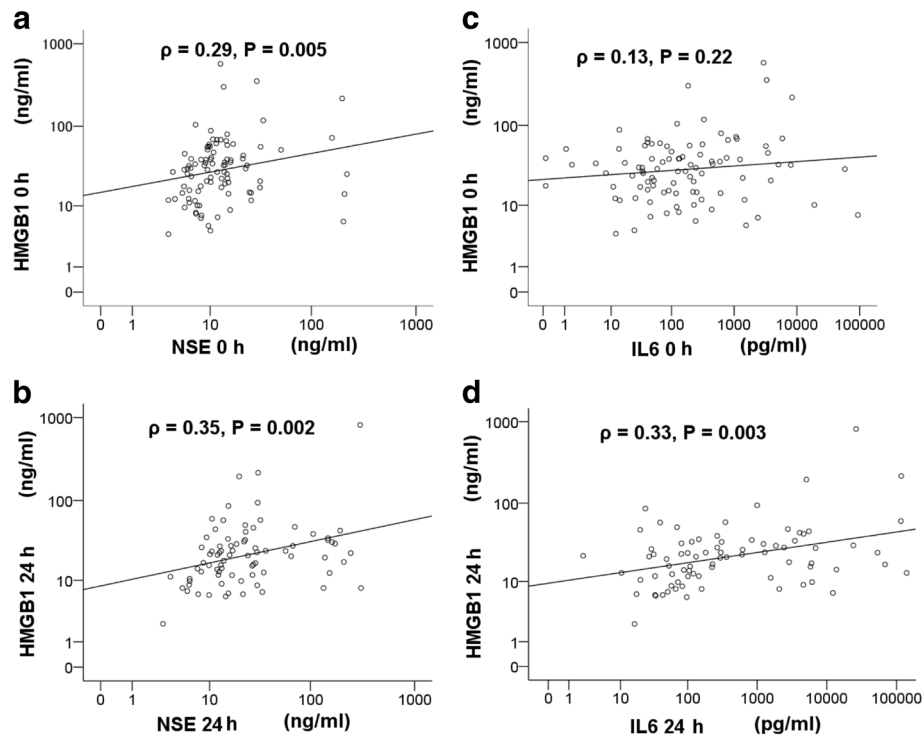 a
ρ = 0.29, P = 0.005
HMGB1 0 h (ng/ml)
1000
100
10
1
0
0 1 10 100 1000
NSE 0 h (ng/ml)
c
ρ = 0.13, P = 0.22
HMGB1 0 h (ng/ml)
1000
100
10
1
0
0 1 10 100 1000 10000 100000
IL6 0 h (pg/ml)
b
ρ = 0.35, P = 0.002
HMGB1 24 h (ng/ml)
1000
100
10
1
0
0 1 10 100 1000
NSE 24 h (ng/ml)
d
ρ = 0.33, P = 0.003
HMGB1 24 h (ng/ml)
1000
100
10
1
0
0 1 10 100 1000 10000 100000
IL6 24 h (pg/ml)